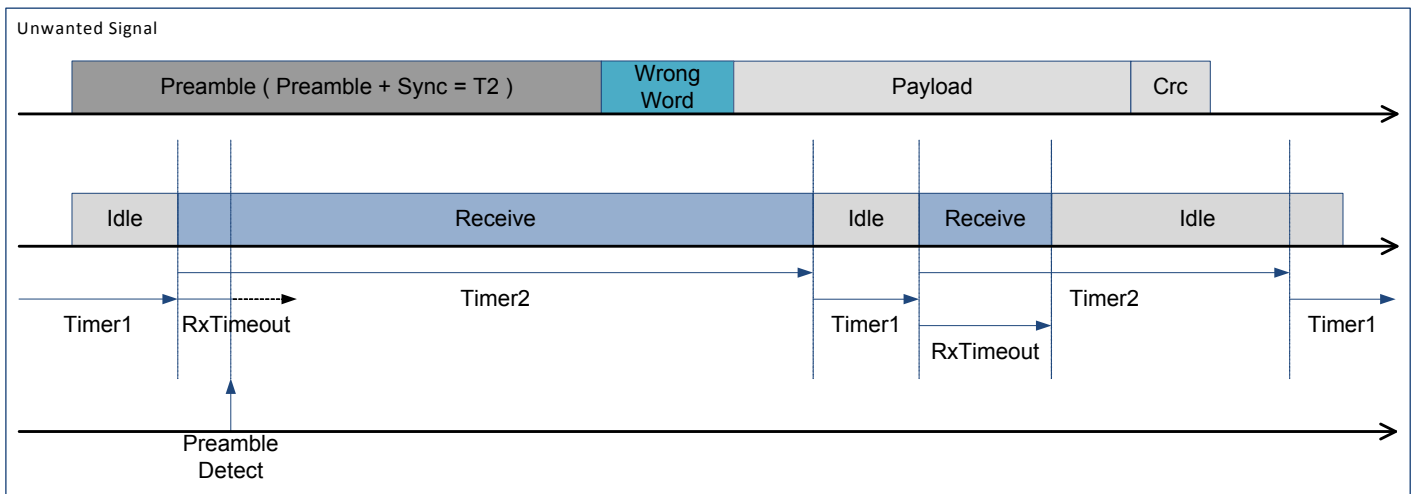 Unwanted Signal
Preamble ( Preamble + Sync = T2 )
Wrong
Word
Payload
Crc
Idle
Receive
Idle
Receive
Idle
Timer2
Timer2
Timer1
RxTimeout
Timer1
RxTimeout
Timer1
Preamble
Detect